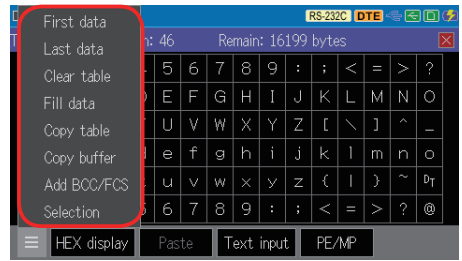 RS-232C DTE
: 46 Remain: 16199 bytes
First data
Last data
Clear table
Fill data
Copy table
Copy buffer
Add BCC/FCS
Selection
5 6 7 8 9 : ; < = > ?
E F G H I J K L M N O
U V W X Y Z [ \ ] ^ _
e f g h i j k l m n o
u v w x y z { | } ~ DT
6 7 8 9 : ; < = > ? @
HEX display Paste Text input PE/MP